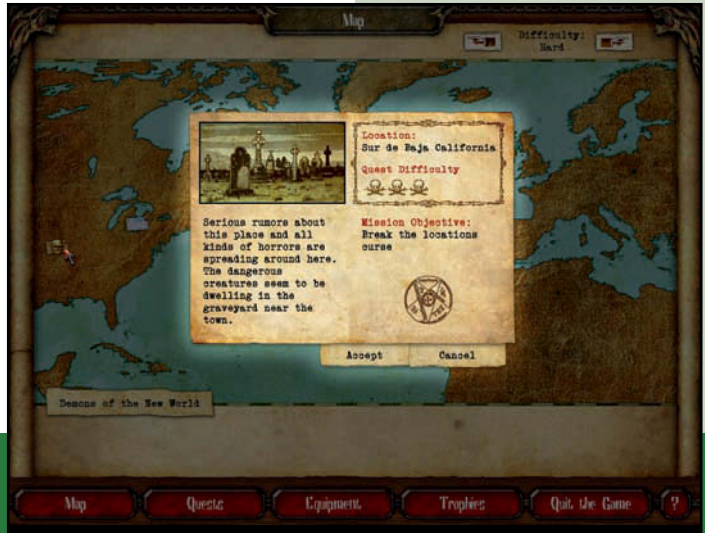 Map
Difficulty:
Hard
Location:
Sur de Baja California
Quest Difficulty
Serious rumors about
this place and all
kinds of horrors are
spreading around here.
The dangerous
creatures seem to be
dwelling in the
graveyard near the
town.
Mission Objective:
Break the locations
curse
Accept Cancel
Demons of the New World
Map Quests Equipment Trophies Quit the Game ?